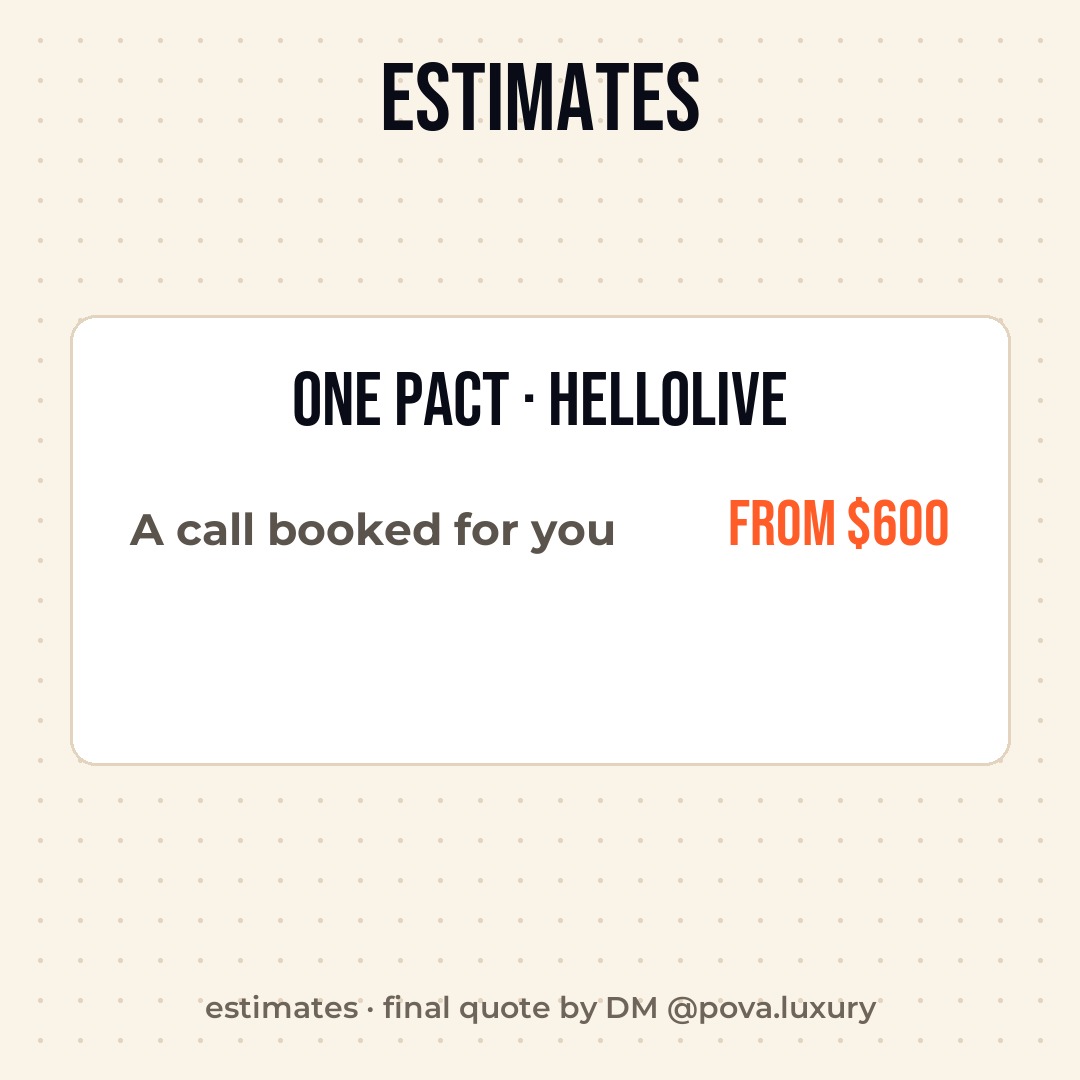 ESTIMATES
ONE PACT · HELLOLIVE
A call booked for you FROM $600
estimates · final quote by DM @pova.luxury